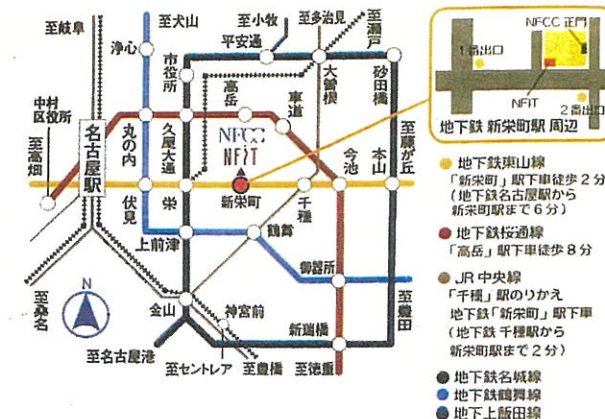 至岐阜
至犬山
至小牧
至多治見
至瀬戸
浄心
市役所
平安通
大曽根
砂田橋
中村区役所
名古屋駅
丸の内
久屋大通
高岳
車道
NFCC
NFiT
至高畑
伏見
栄
新栄町
千種
今池
本山
至藤が丘
上前津
鶴舞
御器所
N
至桑名
金山
神宮前
新瑞橋
至豊田
至名古屋港
至セントレア
至豊橋
至徳重
NFCC 正門
1番出口
NFiT
2番出口
地下鉄 新栄町駅 周辺
地下鉄東山線
「新栄町」駅下車徒歩2分
(地下鉄名古屋駅から
新栄町駅まで6分)
地下鉄桜通線
「高岳」駅下車徒歩8分
JR中央線
「千種」駅のりかえ
地下鉄「新栄町」駅下車
(地下鉄 千種駅から
新栄町駅まで2分)
地下鉄名城線
地下鉄鶴舞線
地下鉄上飯田線